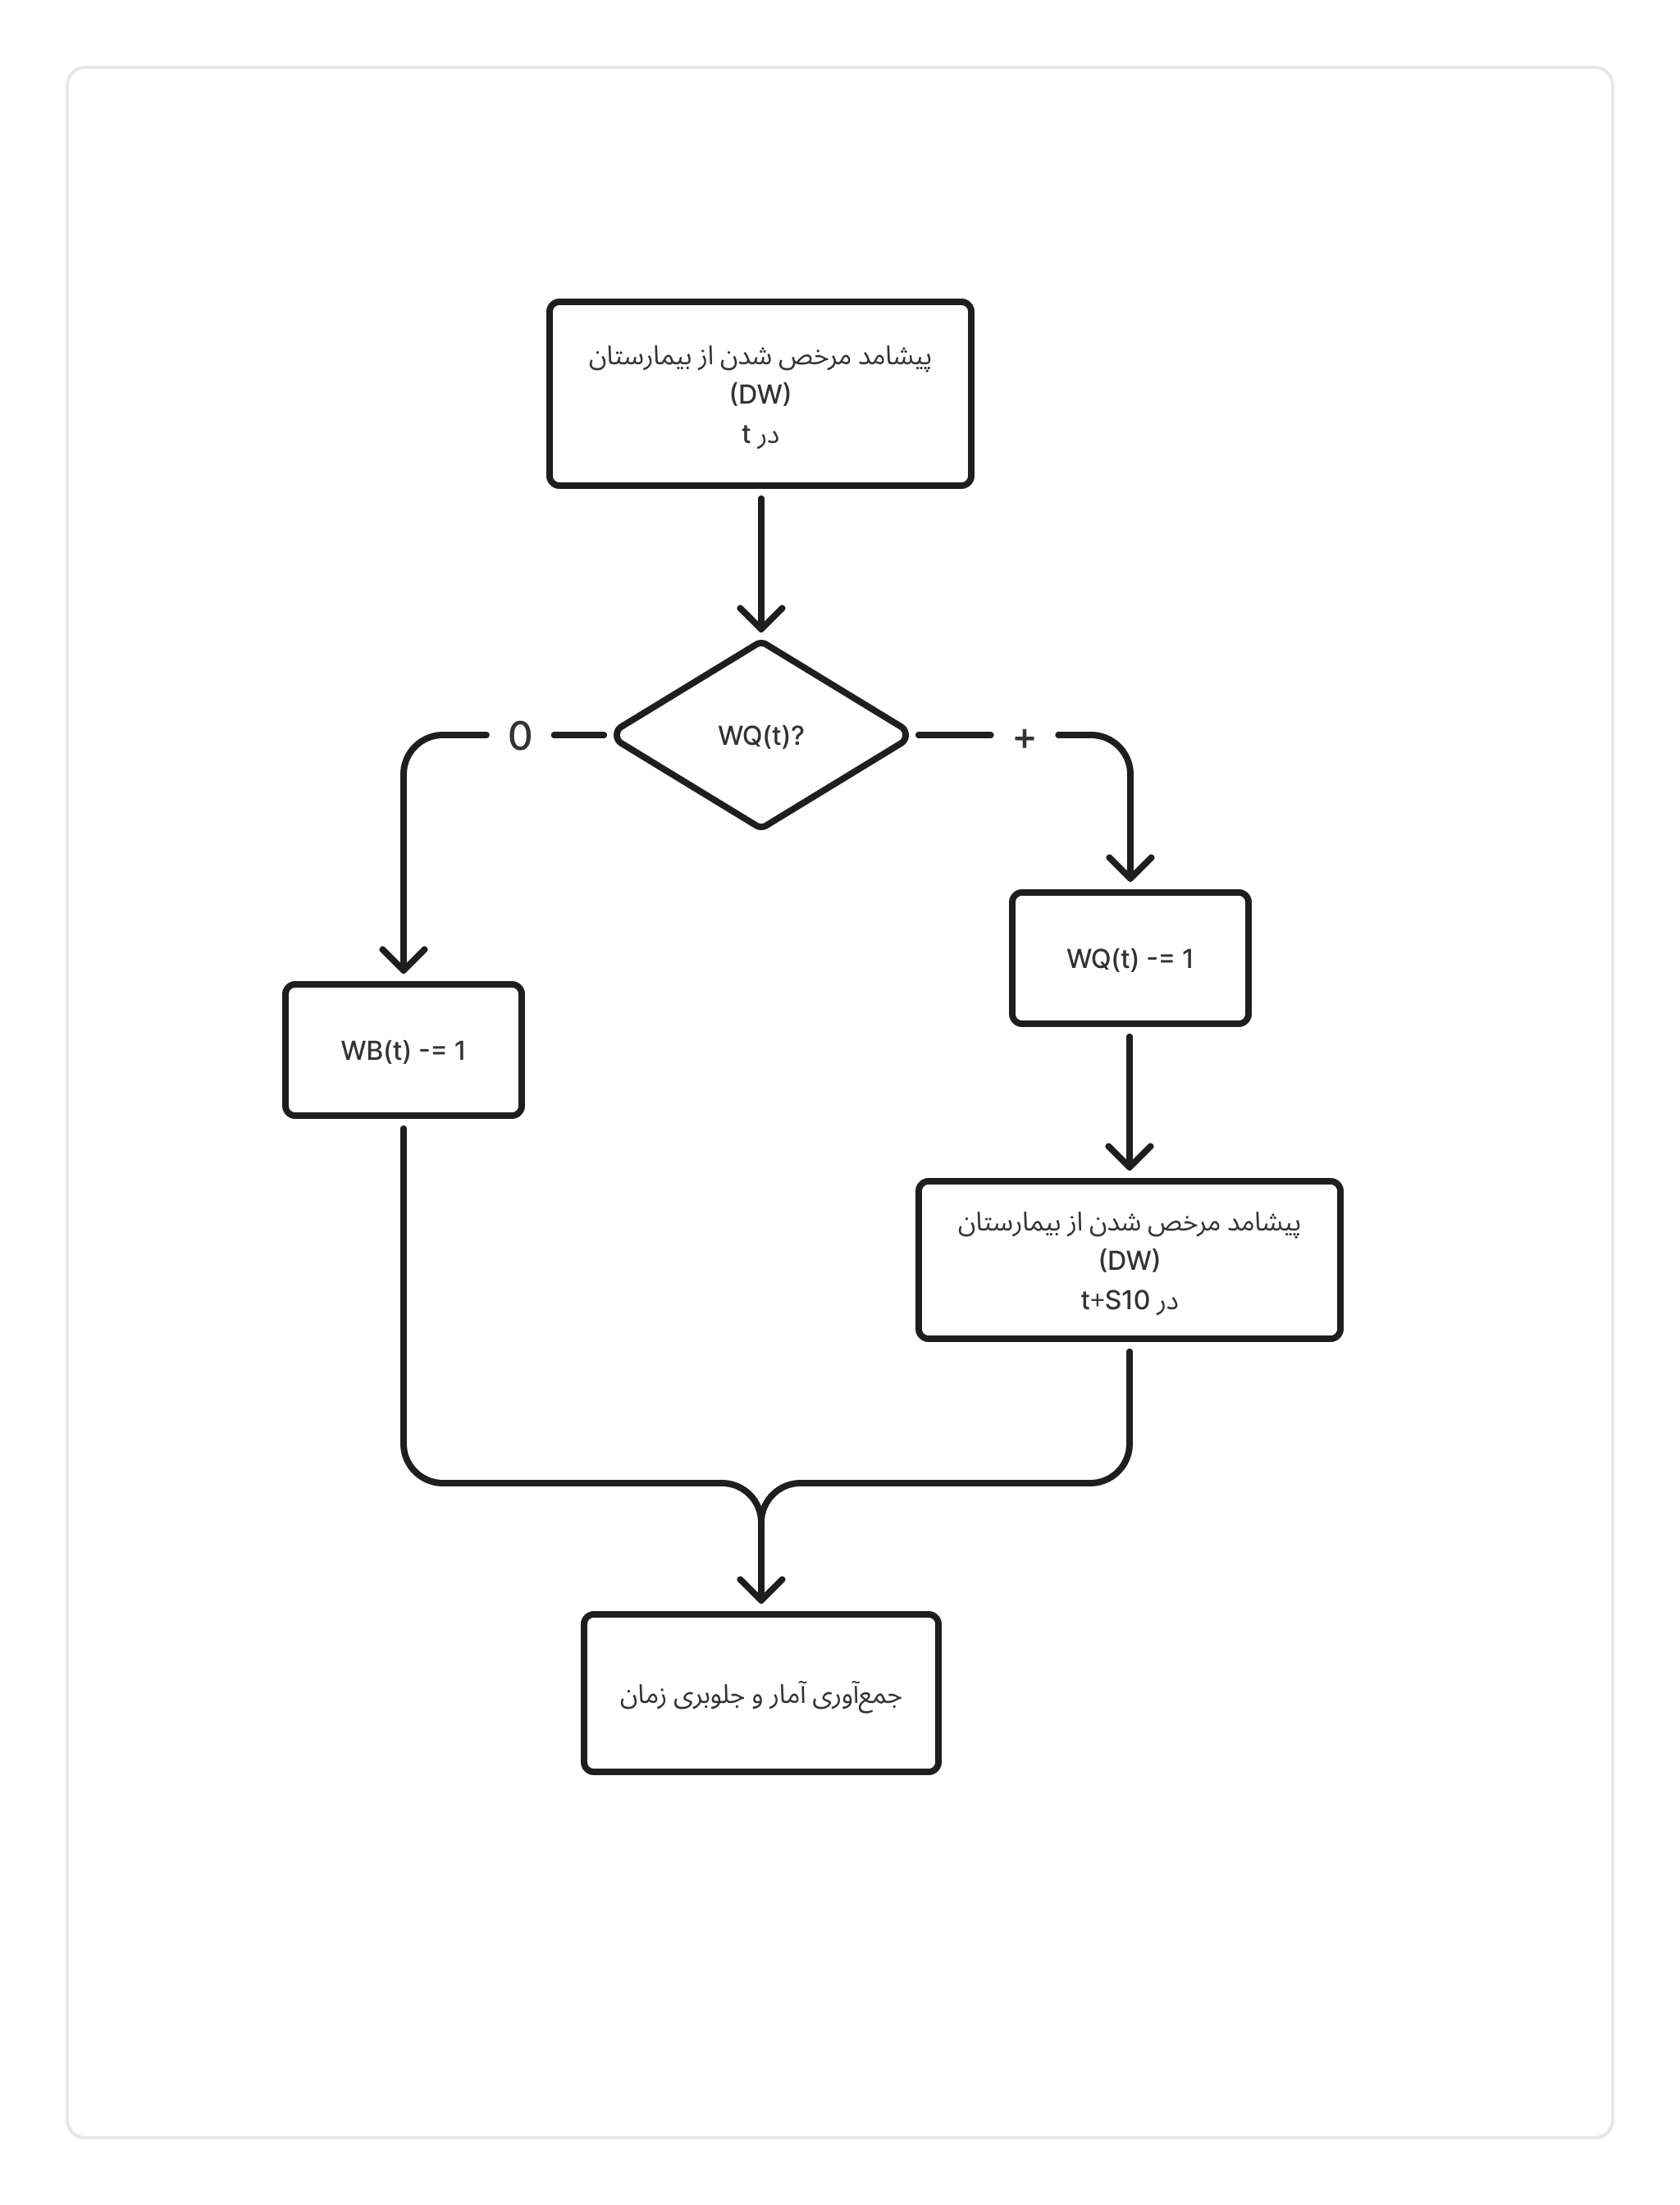 پیشامد مرخص شدن از بیمارستان
(DW)
در t
WQ(t)?
0
+
WQ(t) -= 1
WB(t) -= 1
پیشامد مرخص شدن از بیمارستان
(DW)
در t+S10
جمع‌آوری آمار و جلوبری زمان